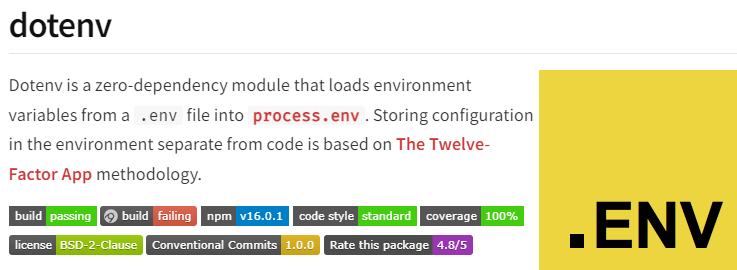 dotenv
Dotenv is a zero-dependency module that loads environment
variables from a .env file into process.env. Storing configuration
in the environment separate from code is based on The Twelve-
Factor App methodology.
build passing build failing npm v16.0.1 code style standard coverage 100%
license BSD-2-Clause Conventional Commits 1.0.0 Rate this package 4.8/5
.ENV